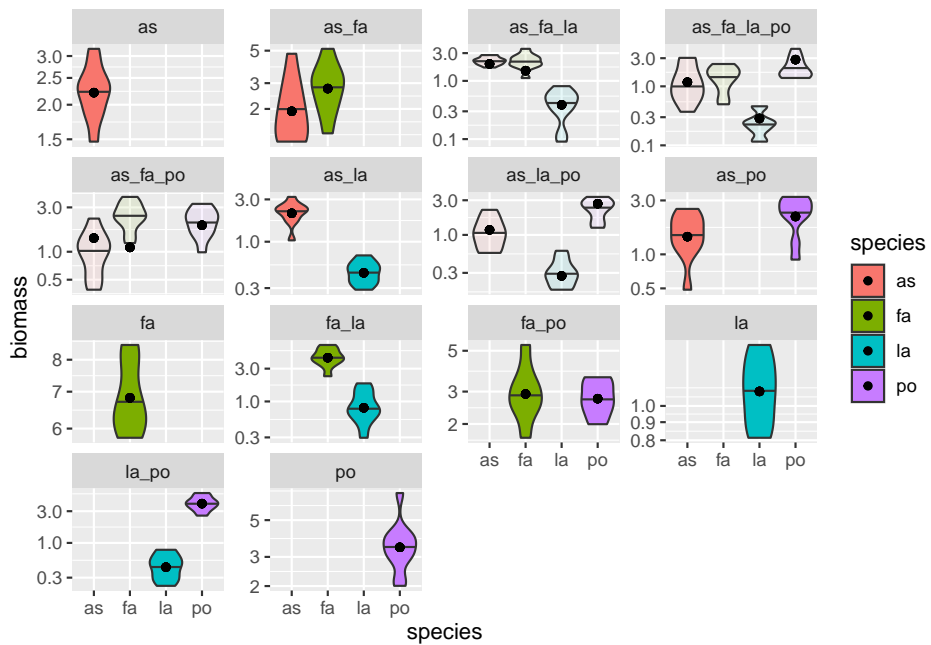 as
as_fa
as_fa_la
as_fa_la_po
3.0
2.5
2.0
1.5
5
3
2
3.0
1.0
0.3
0.1
3.0
1.0
0.3
0.1
as_fa_po
as_la
as_la_po
as_po
3.0
1.0
0.5
3.0
1.0
0.3
3.0
1.0
0.3
3.0
1.0
0.5
fa
fa_la
fa_po
la
8
7
6
3.0
1.0
0.3
5
3
2
1.0
0.9
0.8
as fa la po
as fa la po
la_po
po
3.0
1.0
0.3
5
3
2
as fa la po
as fa la po
species
biomass
species
as
fa
la
po